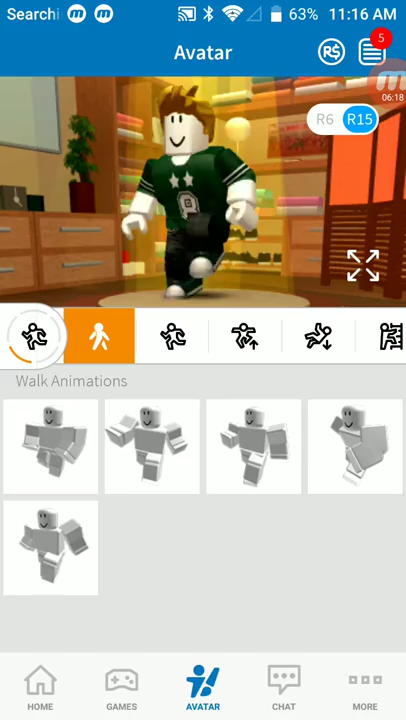 Searchi
63% 11:16 AM
Avatar
R$
5
06:18
R6 R15
Walk Animations
HOME GAMES AVATAR CHAT MORE